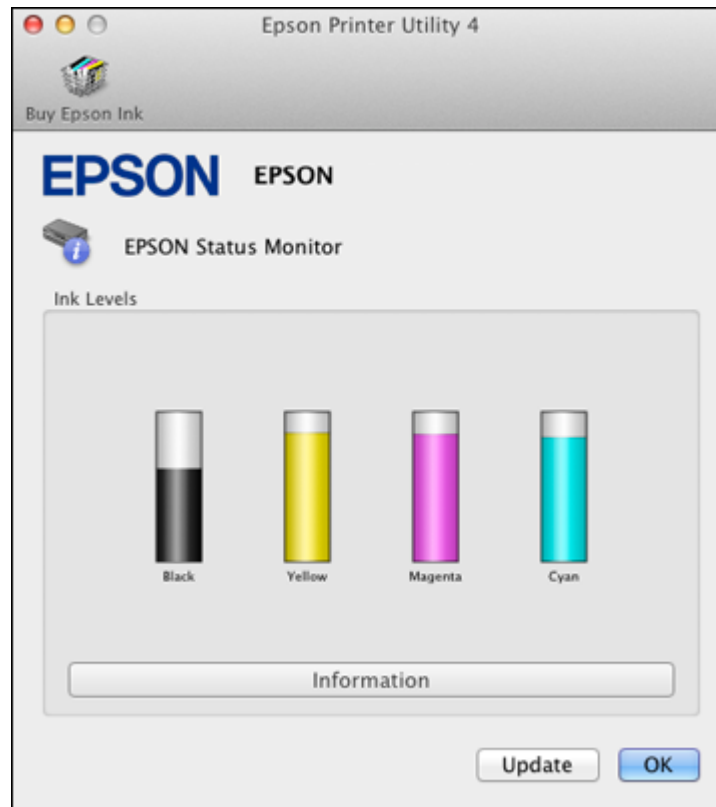 Epson Printer Utility 4
Buy Epson Ink
EPSON EPSON
EPSON Status Monitor
Ink Levels
Black Yellow Magenta Cyan
Information
Update OK